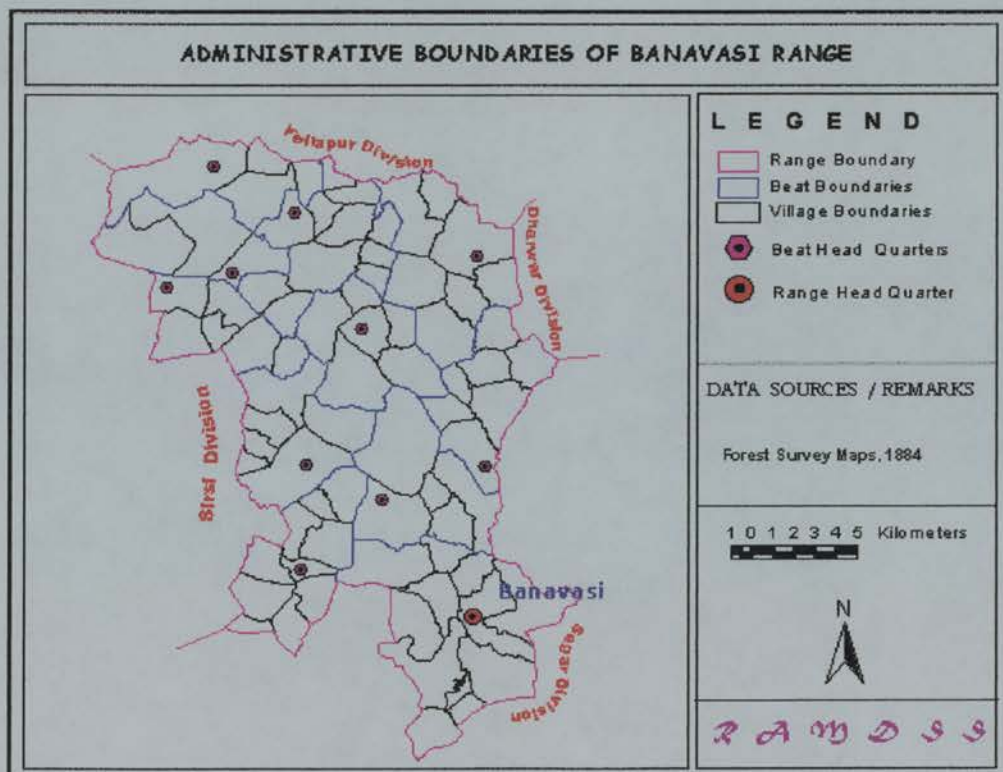 ADMINISTRATIVE BOUNDARIES OF BANAVASI RANGE
Yellapur Division
Dharwar Division
Sirsi Division
Banavasi
Sagar Division
L E G E N D
Range Boundary
Beat Boundaries
Village Boundaries
Beat Head Quarters
Range Head Quarter
DATA SOURCES / REMARKS
Forest Survey Maps, 1884
1 0 1 2 3 4 5 Kilometers
N
R A M D S S